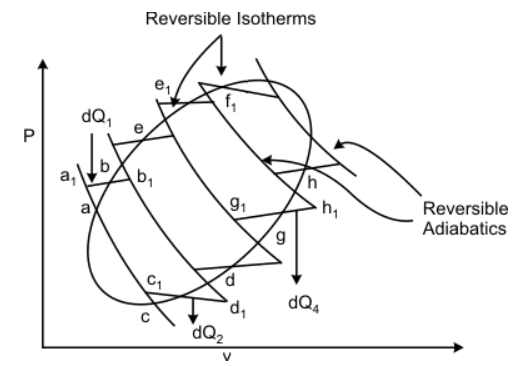 Reversible Isotherms
e₁
f₁
P
dQ₁
e
b
a₁
b₁
a
h
g₁
h₁
Reversible
Adiabatics
g
c₁
d
c
d₁
dQ₄
dQ₂
v